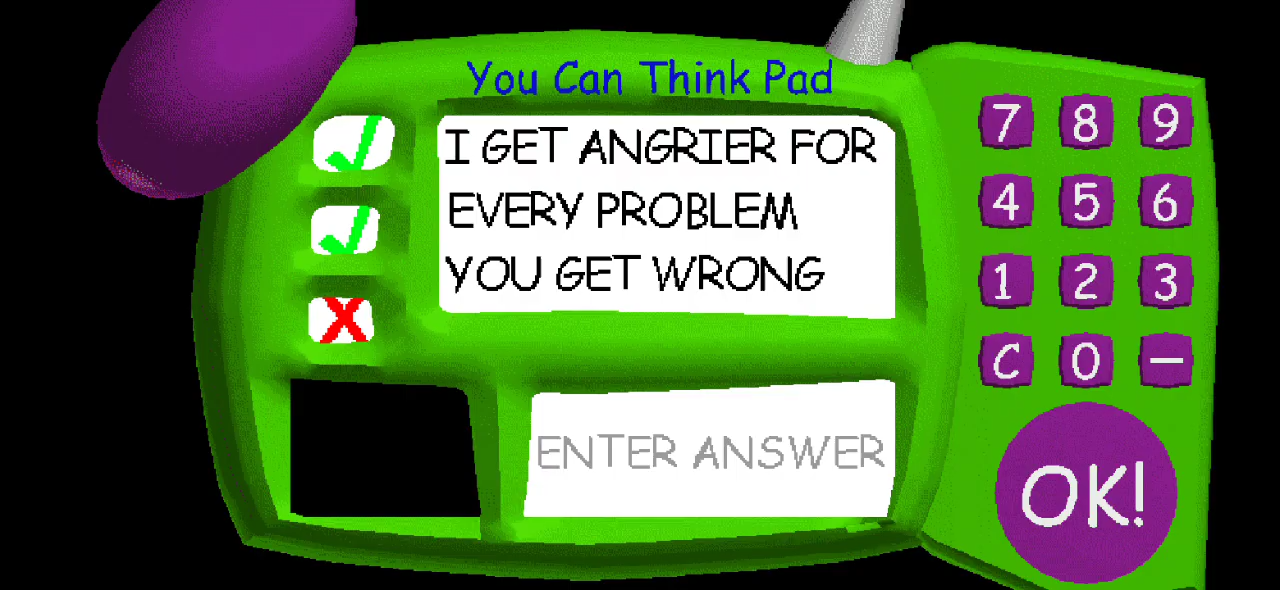 You Can Think Pad
I GET ANGRIER FOR
EVERY PROBLEM
YOU GET WRONG
ENTER ANSWER
7 8 9
4 5 6
1 2 3
C 0 −
OK!